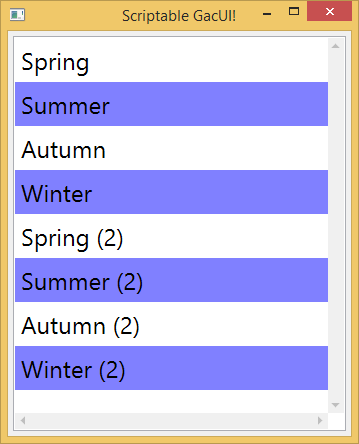 Scriptable GacUI!
Spring
Summer
Autumn
Winter
Spring (2)
Summer (2)
Autumn (2)
Winter (2)